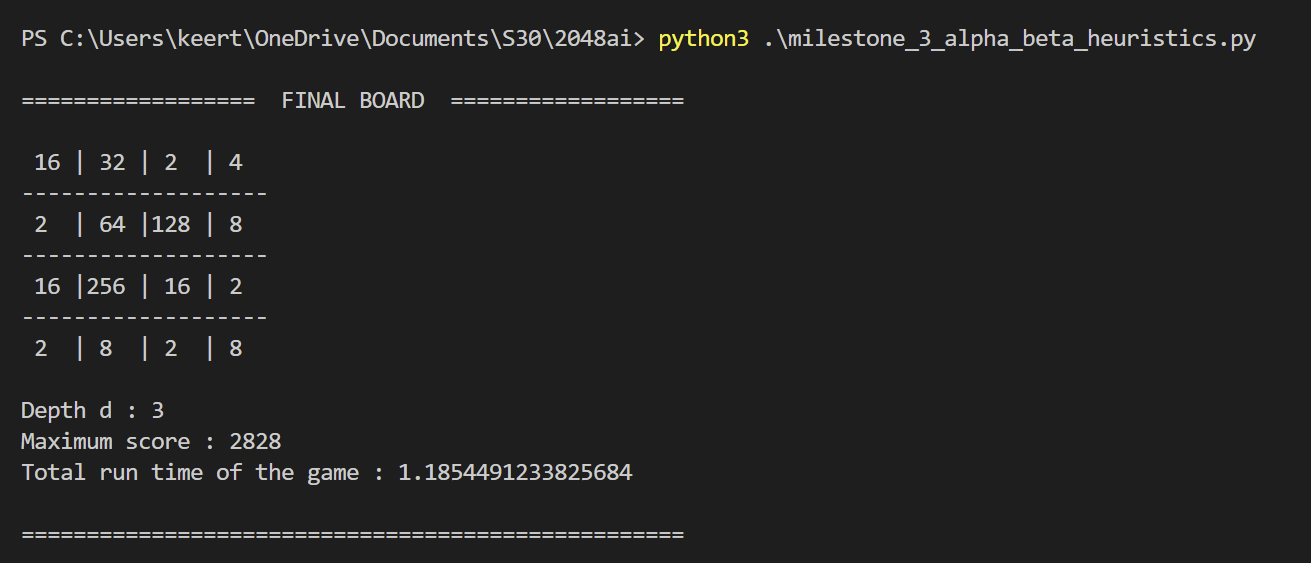 PS C:\Users\keert\OneDrive\Documents\S30\2048ai> python3 .\milestone_3_alpha_beta_heuristics.py
==================  FINAL BOARD  ==================
 16 | 32 | 2  | 4
-------------------
 2  | 64 |128 | 8
-------------------
 16 |256 | 16 | 2
-------------------
 2  | 8  | 2  | 8
Depth d : 3
Maximum score : 2828
Total run time of the game : 1.1854491233825684
===================================================